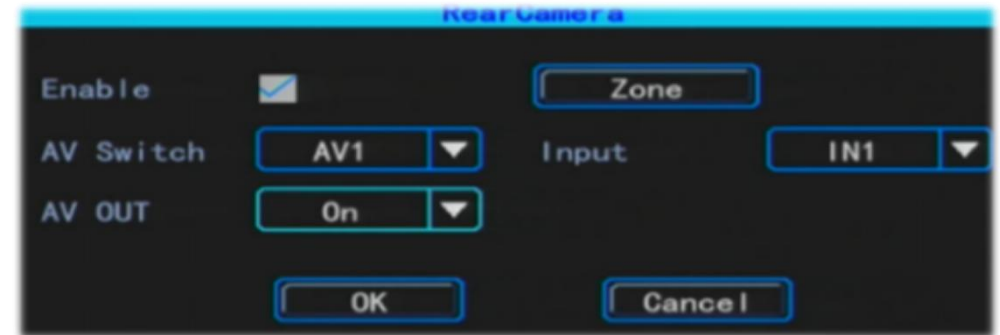 RearCamera
Enable Zone
AV Switch AV1 Input IN1
AV OUT On
OK Cancel